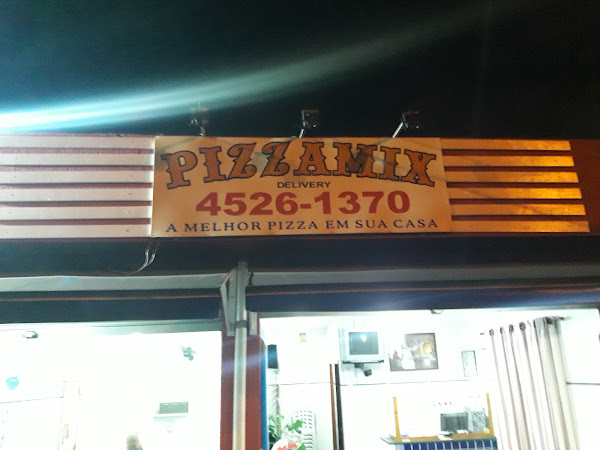 PIZZAMIX
DELIVERY
4526-1370
A MELHOR PIZZA EM SUA CASA